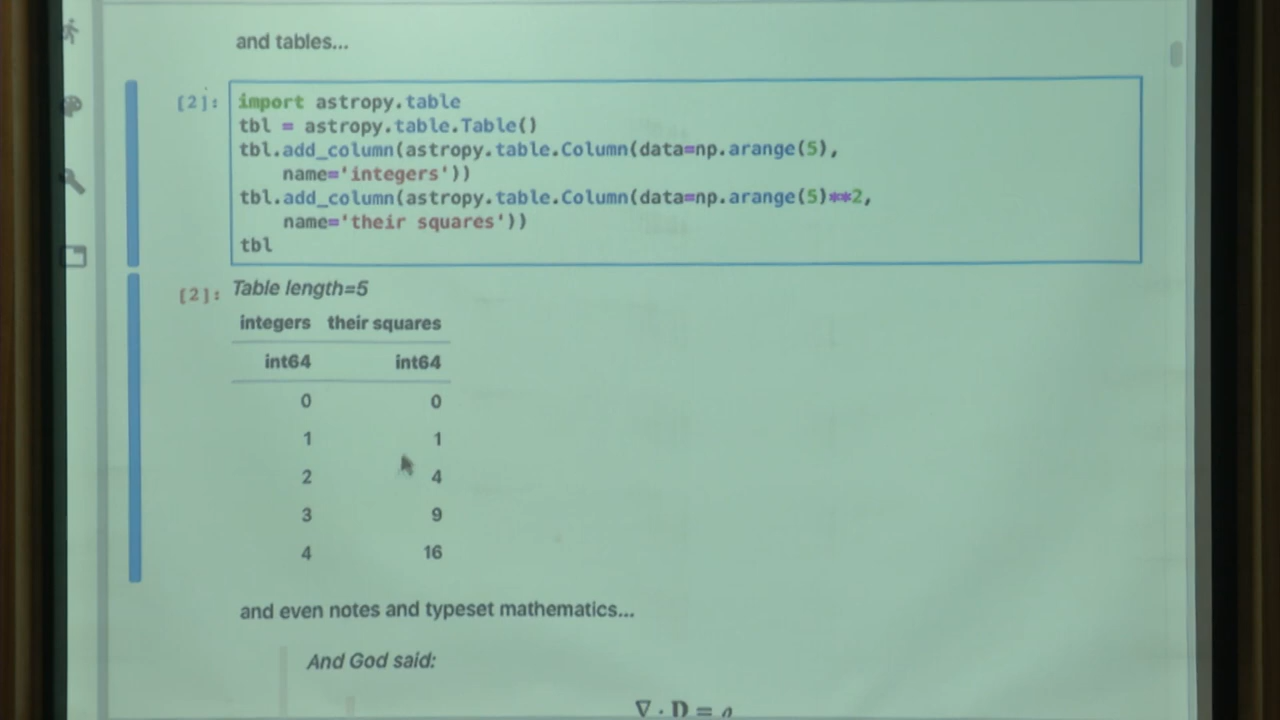 and tables...
[2]:
import astropy.table
tbl = astropy.table.Table()
tbl.add_column(astropy.table.Column(data=np.arange(5),
    name='integers'))
tbl.add_column(astropy.table.Column(data=np.arange(5)**2,
    name='their squares'))
tbl
[2]: Table length=5
integers their squares
int64 int64
0 0
1 1
2 4
3 9
4 16
and even notes and typeset mathematics...
And God said:
∇ · D = ρ